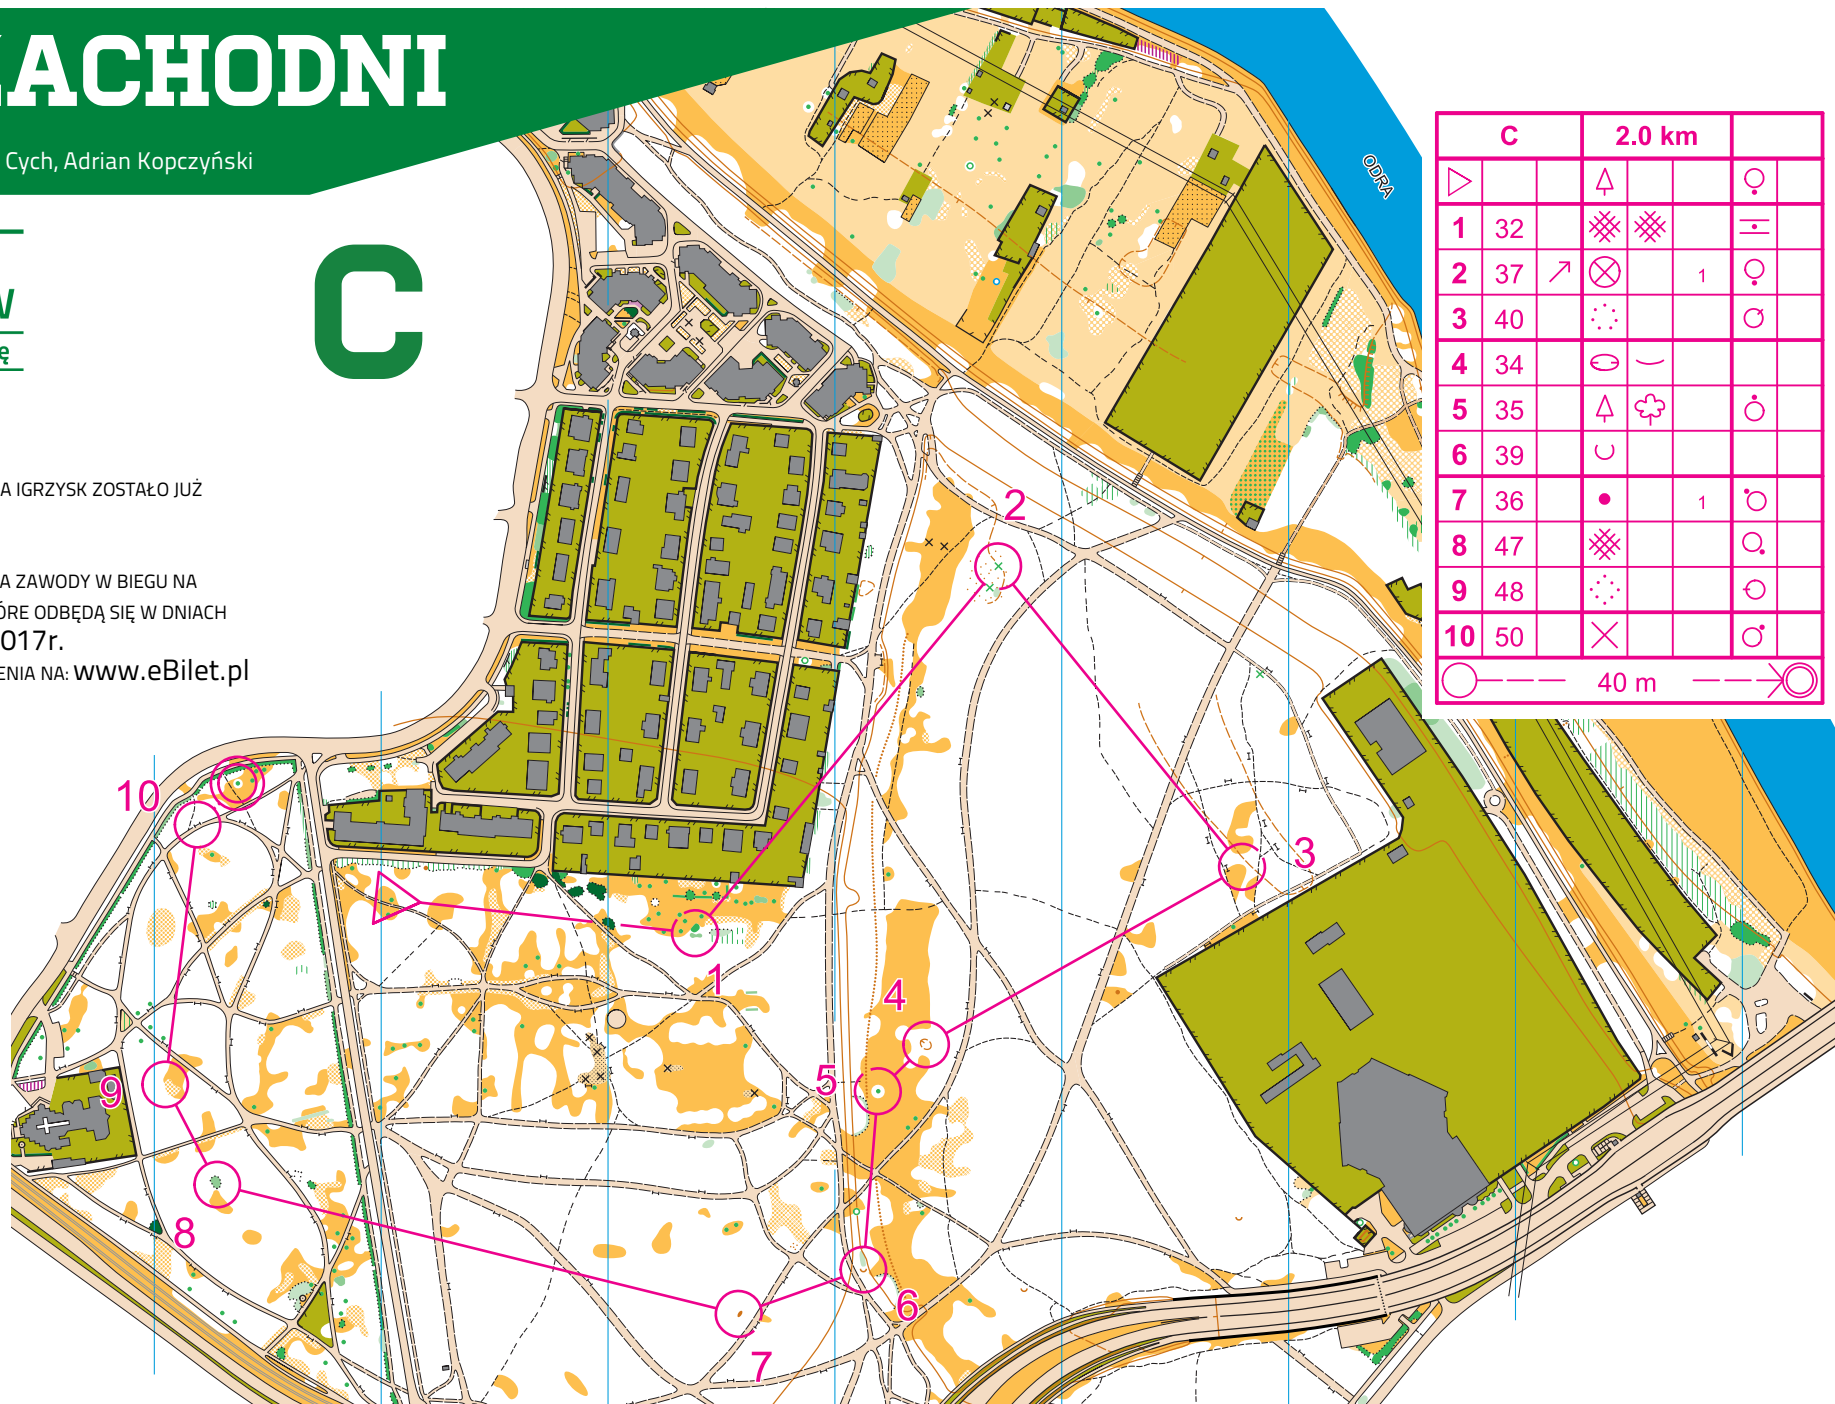 ZACHODNI
Cych, Adrian Kopczyński
ę
C
A IGRZYSK ZOSTAŁO JUŻ
A ZAWODY W BIEGU NA
ÓRE ODBĘDĄ SIĘ W DNIACH
017r.
ENIA NA: www.eBilet.pl
ODRA
C 2.0 km
1 32
2 37 1
3 40
4 34
5 35
6 39
7 36 1
8 47
9 48
10 50
40 m
2
10
3
1
4
5
9
8
6
7